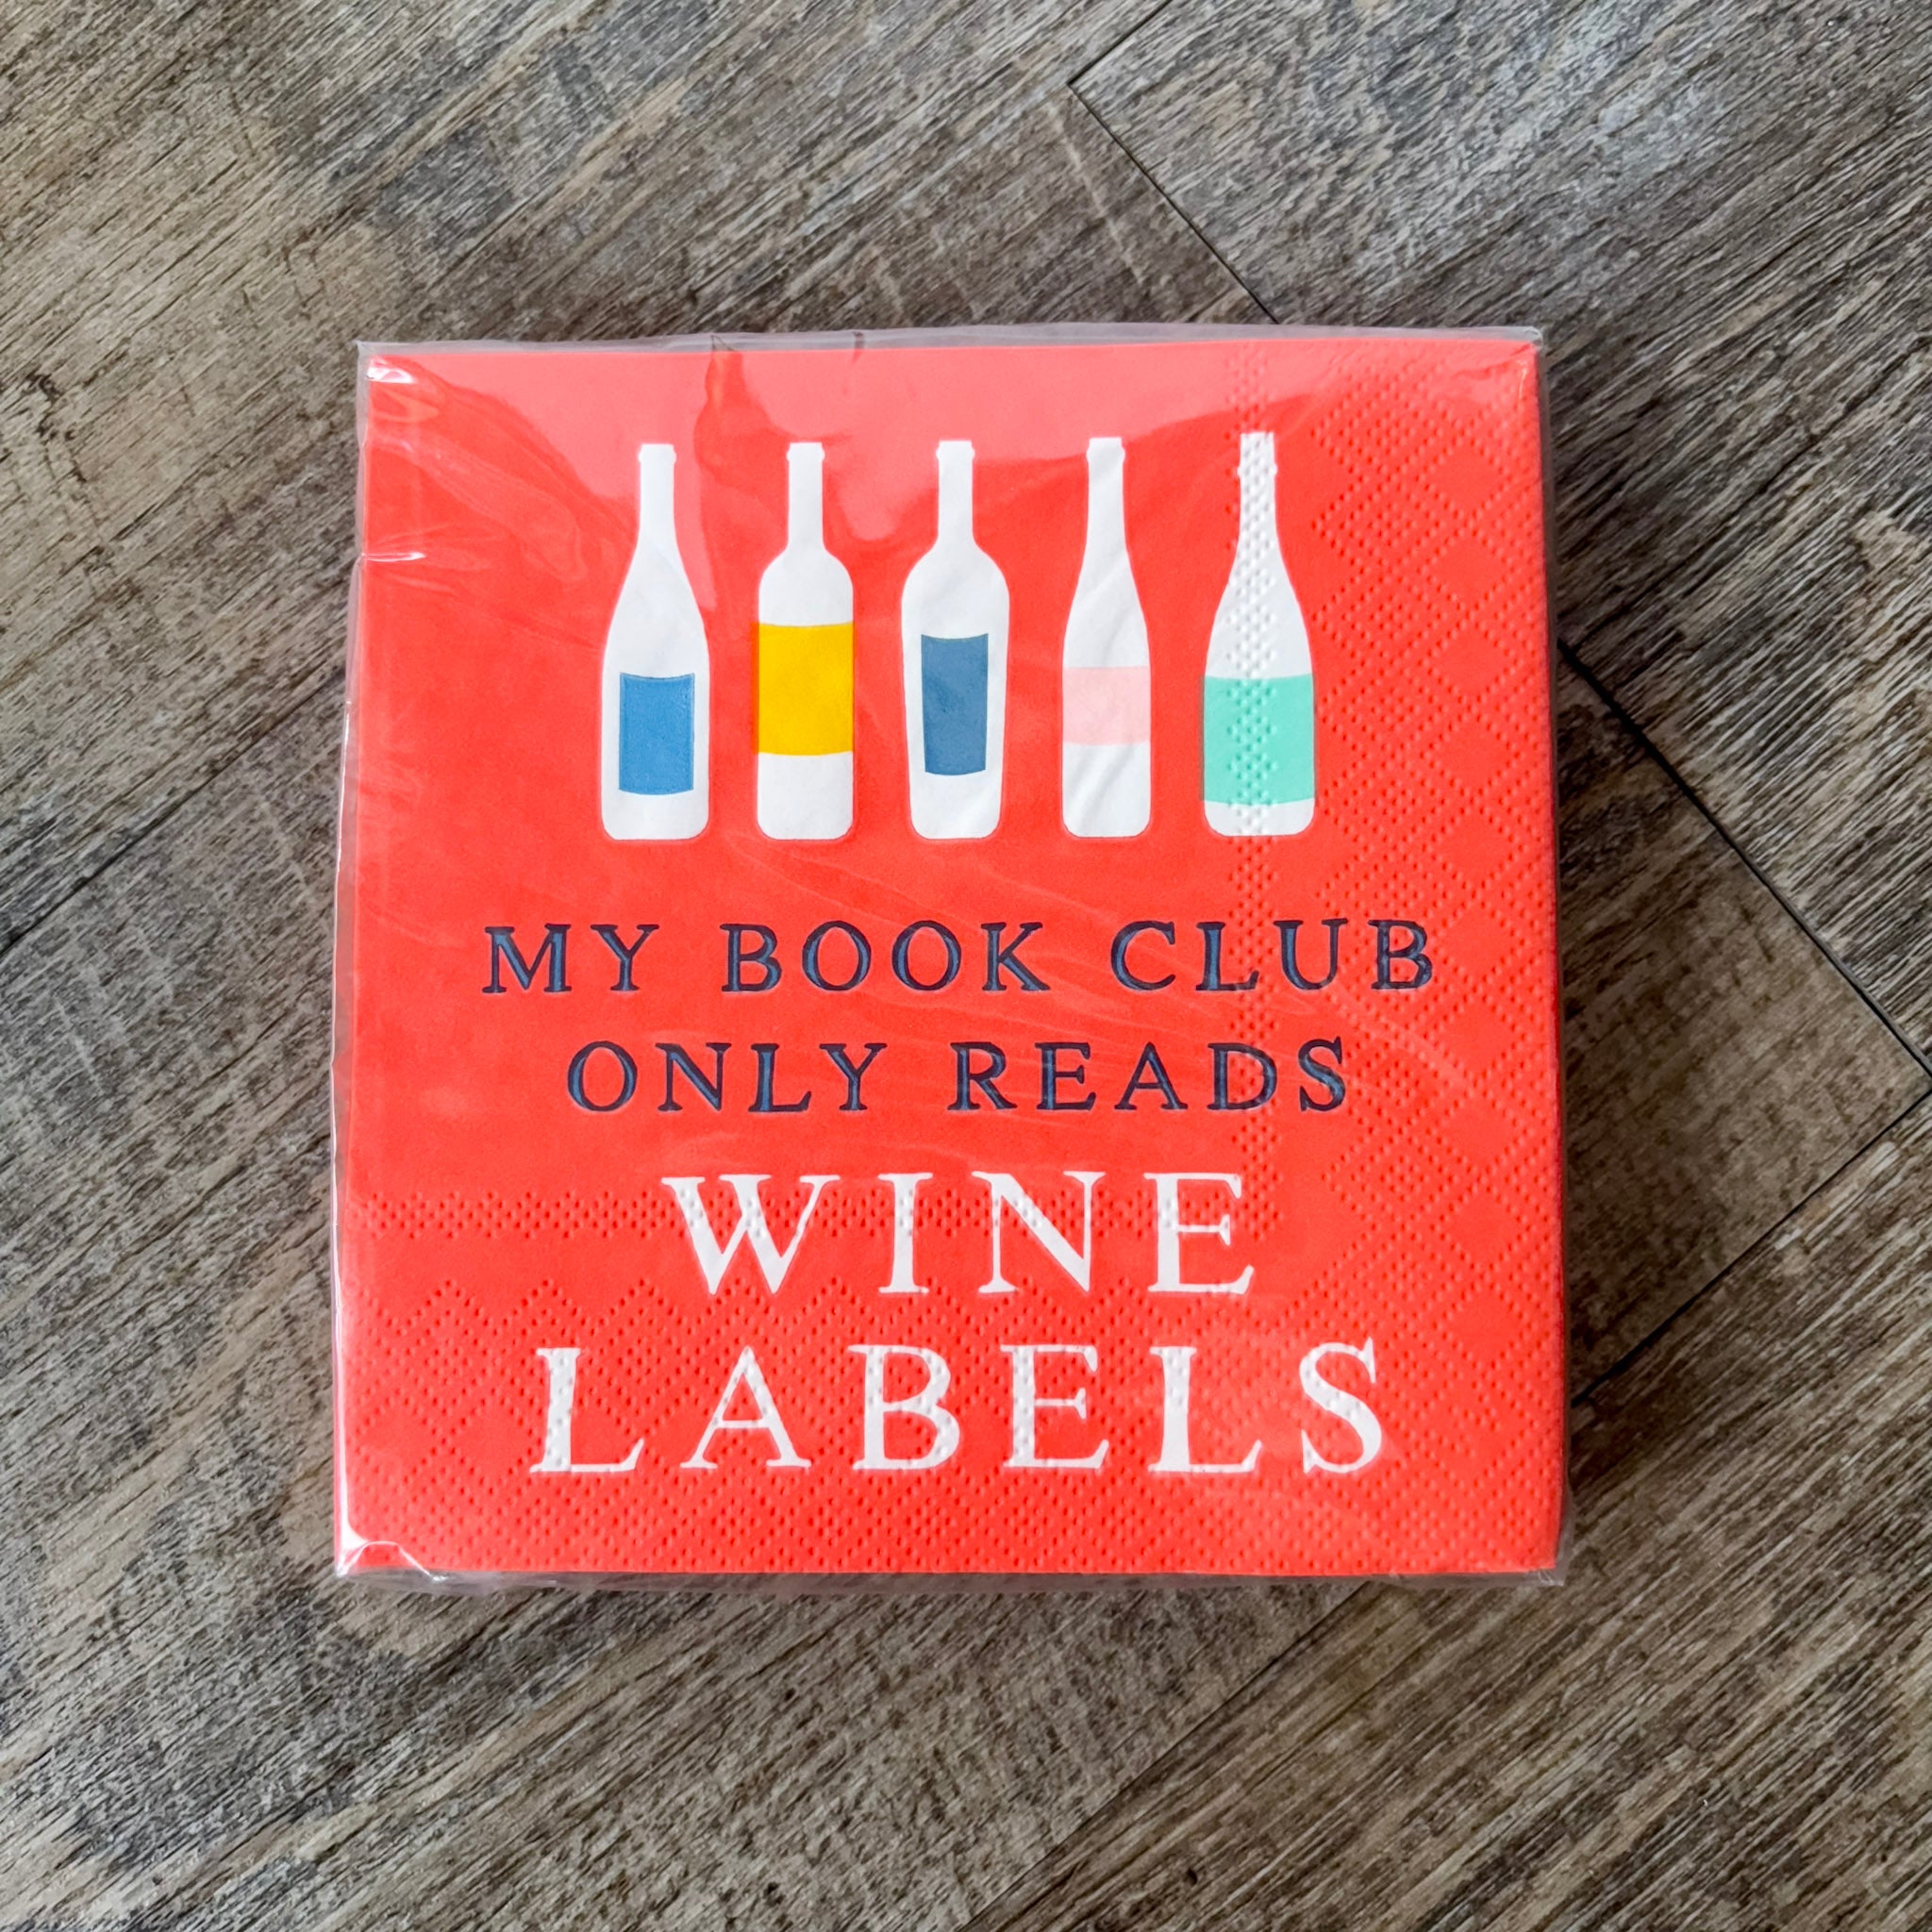 MY BOOK CLUB
ONLY READS
WINE
LABELS